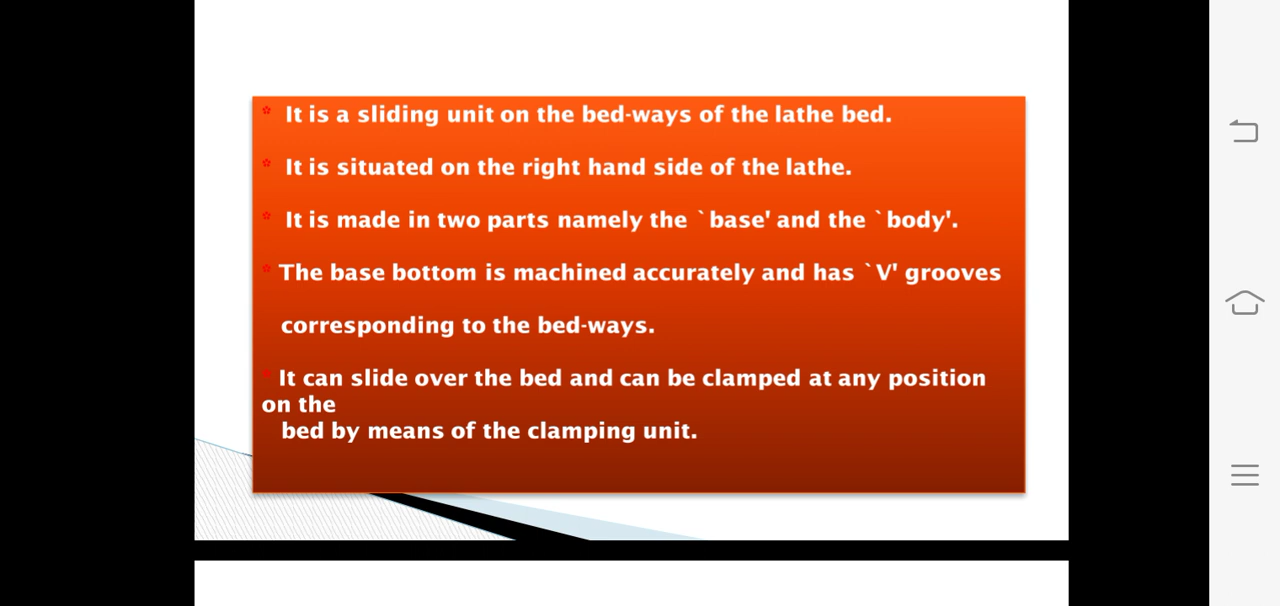 It is a sliding unit on the bed-ways of the lathe bed.
It is situated on the right hand side of the lathe.
It is made in two parts namely the `base' and the `body'.
The base bottom is machined accurately and has `V' grooves
corresponding to the bed-ways.
It can slide over the bed and can be clamped at any position
on the
bed by means of the clamping unit.